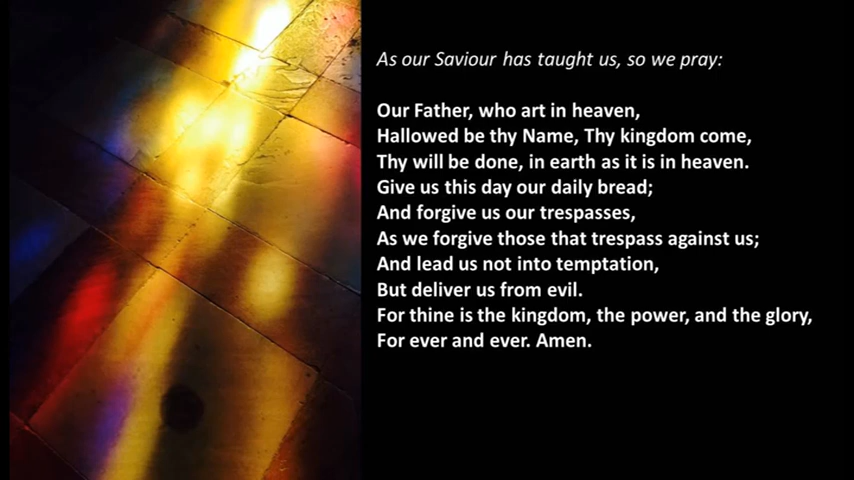 As our Saviour has taught us, so we pray:
Our Father, who art in heaven,
Hallowed be thy Name, Thy kingdom come,
Thy will be done, in earth as it is in heaven.
Give us this day our daily bread;
And forgive us our trespasses,
As we forgive those that trespass against us;
And lead us not into temptation,
But deliver us from evil.
For thine is the kingdom, the power, and the glory,
For ever and ever. Amen.